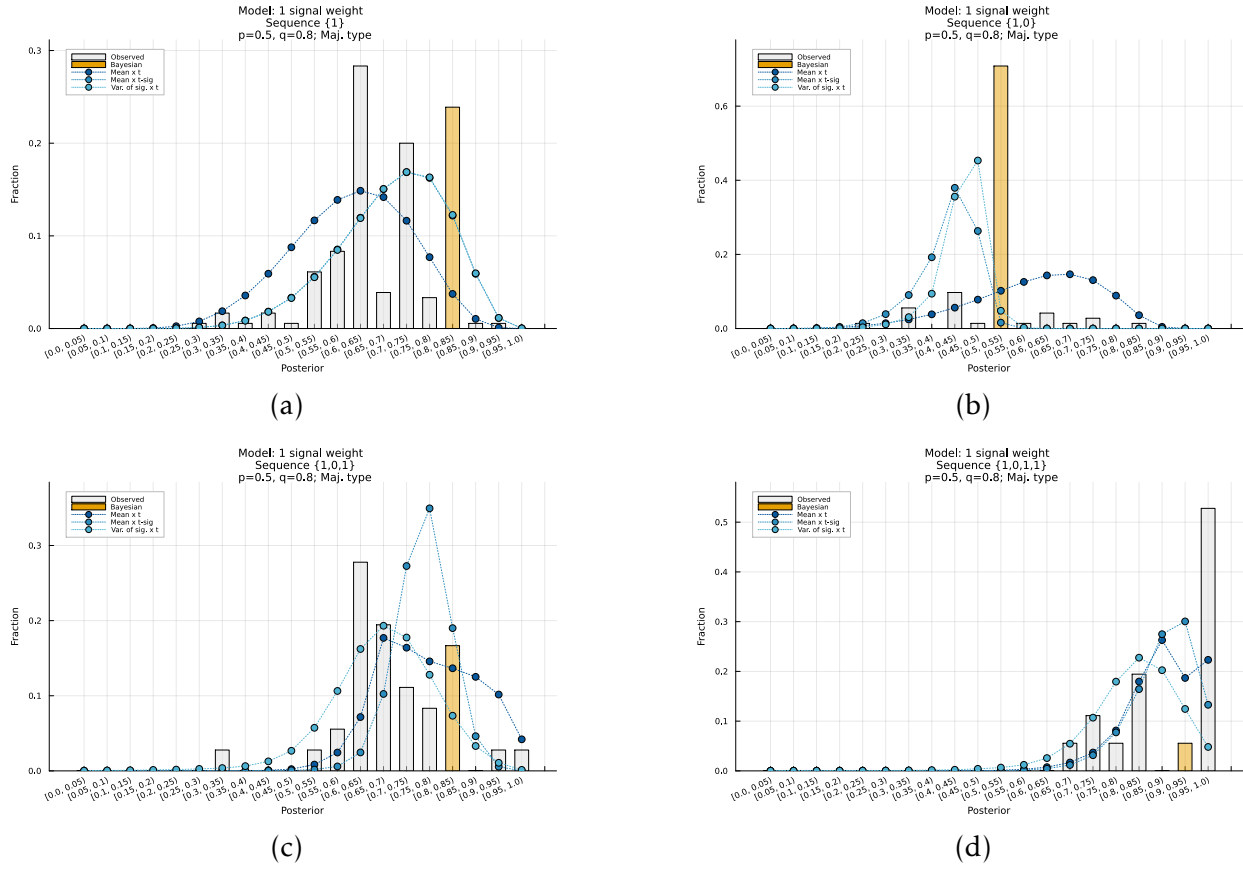 Model: 1 signal weight
Sequence {1}
p=0.5, q=0.8; Maj. type
Observed
Bayesian
Mean x t
Mean x t-sig
Var. of sig. x t
Fraction
0.3
0.2
0.1
0.0
[0.0, 0.05) [0.05, 0.1) [0.1, 0.15) [0.15, 0.2) [0.2, 0.25) [0.25, 0.3) [0.3, 0.35) [0.35, 0.4) [0.4, 0.45) [0.45, 0.5) [0.5, 0.55) [0.55, 0.6) [0.6, 0.65) [0.65, 0.7) [0.7, 0.75) [0.75, 0.8) [0.8, 0.85) [0.85, 0.9) [0.9, 0.95) [0.95, 1.0)
Posterior
(a)
Model: 1 signal weight
Sequence {1,0}
p=0.5, q=0.8; Maj. type
Observed
Bayesian
Mean x t
Mean x t-sig
Var. of sig. x t
Fraction
0.6
0.4
0.2
0.0
[0.0, 0.05) [0.05, 0.1) [0.1, 0.15) [0.15, 0.2) [0.2, 0.25) [0.25, 0.3) [0.3, 0.35) [0.35, 0.4) [0.4, 0.45) [0.45, 0.5) [0.5, 0.55) [0.55, 0.6) [0.6, 0.65) [0.65, 0.7) [0.7, 0.75) [0.75, 0.8) [0.8, 0.85) [0.85, 0.9) [0.9, 0.95) [0.95, 1.0)
Posterior
(b)
Model: 1 signal weight
Sequence {1,0,1}
p=0.5, q=0.8; Maj. type
Observed
Bayesian
Mean x t
Mean x t-sig
Var. of sig. x t
Fraction
0.3
0.2
0.1
0.0
[0.0, 0.05) [0.05, 0.1) [0.1, 0.15) [0.15, 0.2) [0.2, 0.25) [0.25, 0.3) [0.3, 0.35) [0.35, 0.4) [0.4, 0.45) [0.45, 0.5) [0.5, 0.55) [0.55, 0.6) [0.6, 0.65) [0.65, 0.7) [0.7, 0.75) [0.75, 0.8) [0.8, 0.85) [0.85, 0.9) [0.9, 0.95) [0.95, 1.0)
Posterior
(c)
Model: 1 signal weight
Sequence {1,0,1,1}
p=0.5, q=0.8; Maj. type
Observed
Bayesian
Mean x t
Mean x t-sig
Var. of sig. x t
Fraction
0.5
0.4
0.3
0.2
0.1
0.0
[0.0, 0.05) [0.05, 0.1) [0.1, 0.15) [0.15, 0.2) [0.2, 0.25) [0.25, 0.3) [0.3, 0.35) [0.35, 0.4) [0.4, 0.45) [0.45, 0.5) [0.5, 0.55) [0.55, 0.6) [0.6, 0.65) [0.65, 0.7) [0.7, 0.75) [0.75, 0.8) [0.8, 0.85) [0.85, 0.9) [0.9, 0.95) [0.95, 1.0)
Posterior
(d)